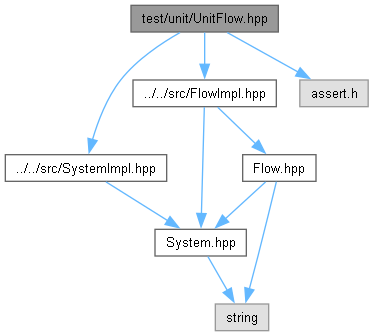 test/unit/UnitFlow.hpp
../../src/FlowImpl.hpp
assert.h
../../src/SystemImpl.hpp
Flow.hpp
System.hpp
string